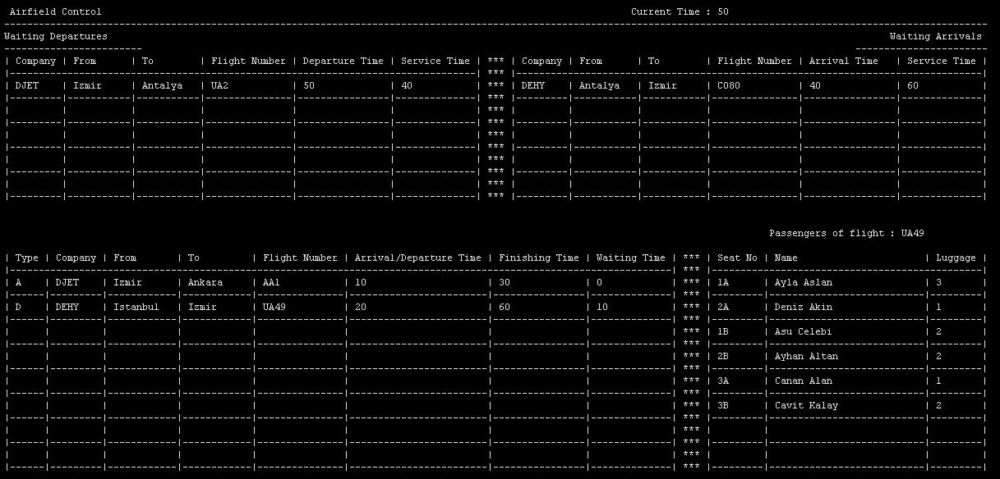 Airfield Control Current Time : 50
Waiting Departures Waiting Arrivals
| Company | From | To | Flight Number | Departure Time | Service Time | *** | Company | From | To | Flight Number | Arrival Time | Service Time |
| DJET | Izmir | Antalya | UA2 | 50 | 40 | *** | DEHY | Antalya | Izmir | C080 | 40 | 60 |
Passengers of flight : UA49
| Type | Company | From | To | Flight Number | Arrival/Departure Time | Finishing Time | Waiting Time | *** | Seat No | Name | Luggage |
| A | DJET | Izmir | Ankara | AA1 | 10 | 30 | 0 | *** | 1A | Ayla Aslan | 3 |
| D | DEHY | Istanbul | Izmir | UA49 | 20 | 60 | 10 | *** | 2A | Deniz Akin | 1 |
*** | 1B | Asu Celebi | 2 |
*** | 2B | Ayhan Altan | 2 |
*** | 3A | Canan Alan | 1 |
*** | 3B | Cavit Kalay | 2 |